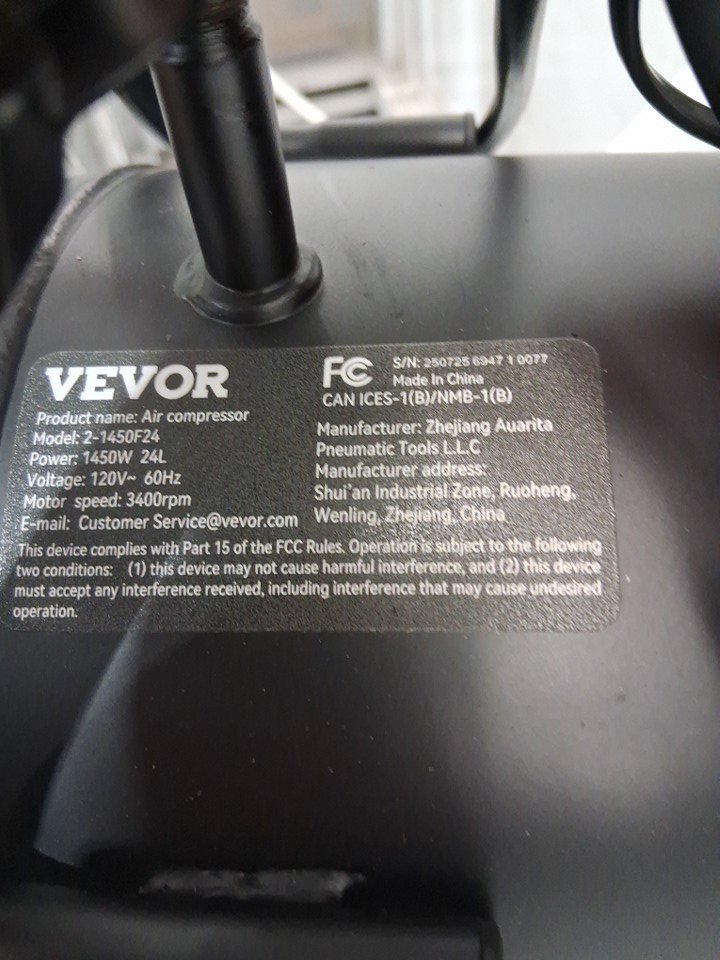 VEVOR
Product name: Air compressor
Model: 2-1450F24
Power: 1450W 24L
Voltage: 120V~ 60Hz
Motor speed: 3400rpm
E-mail: Customer Service@vevor.com
FC
S/N: 250725 6947 1 0077
Made In China
CAN ICES-1(B)/NMB-1(B)
Manufacturer: Zhejiang Auarita
Pneumatic Tools L.L.C
Manufacturer address:
Shui'an Industrial Zone, Ruoheng,
Wenling, Zhejiang, China
This device complies with Part 15 of the FCC Rules. Operation is subject to the following
two conditions: (1) this device may not cause harmful interference, and (2) this device
must accept any interference received, including interference that may cause undesired
operation.